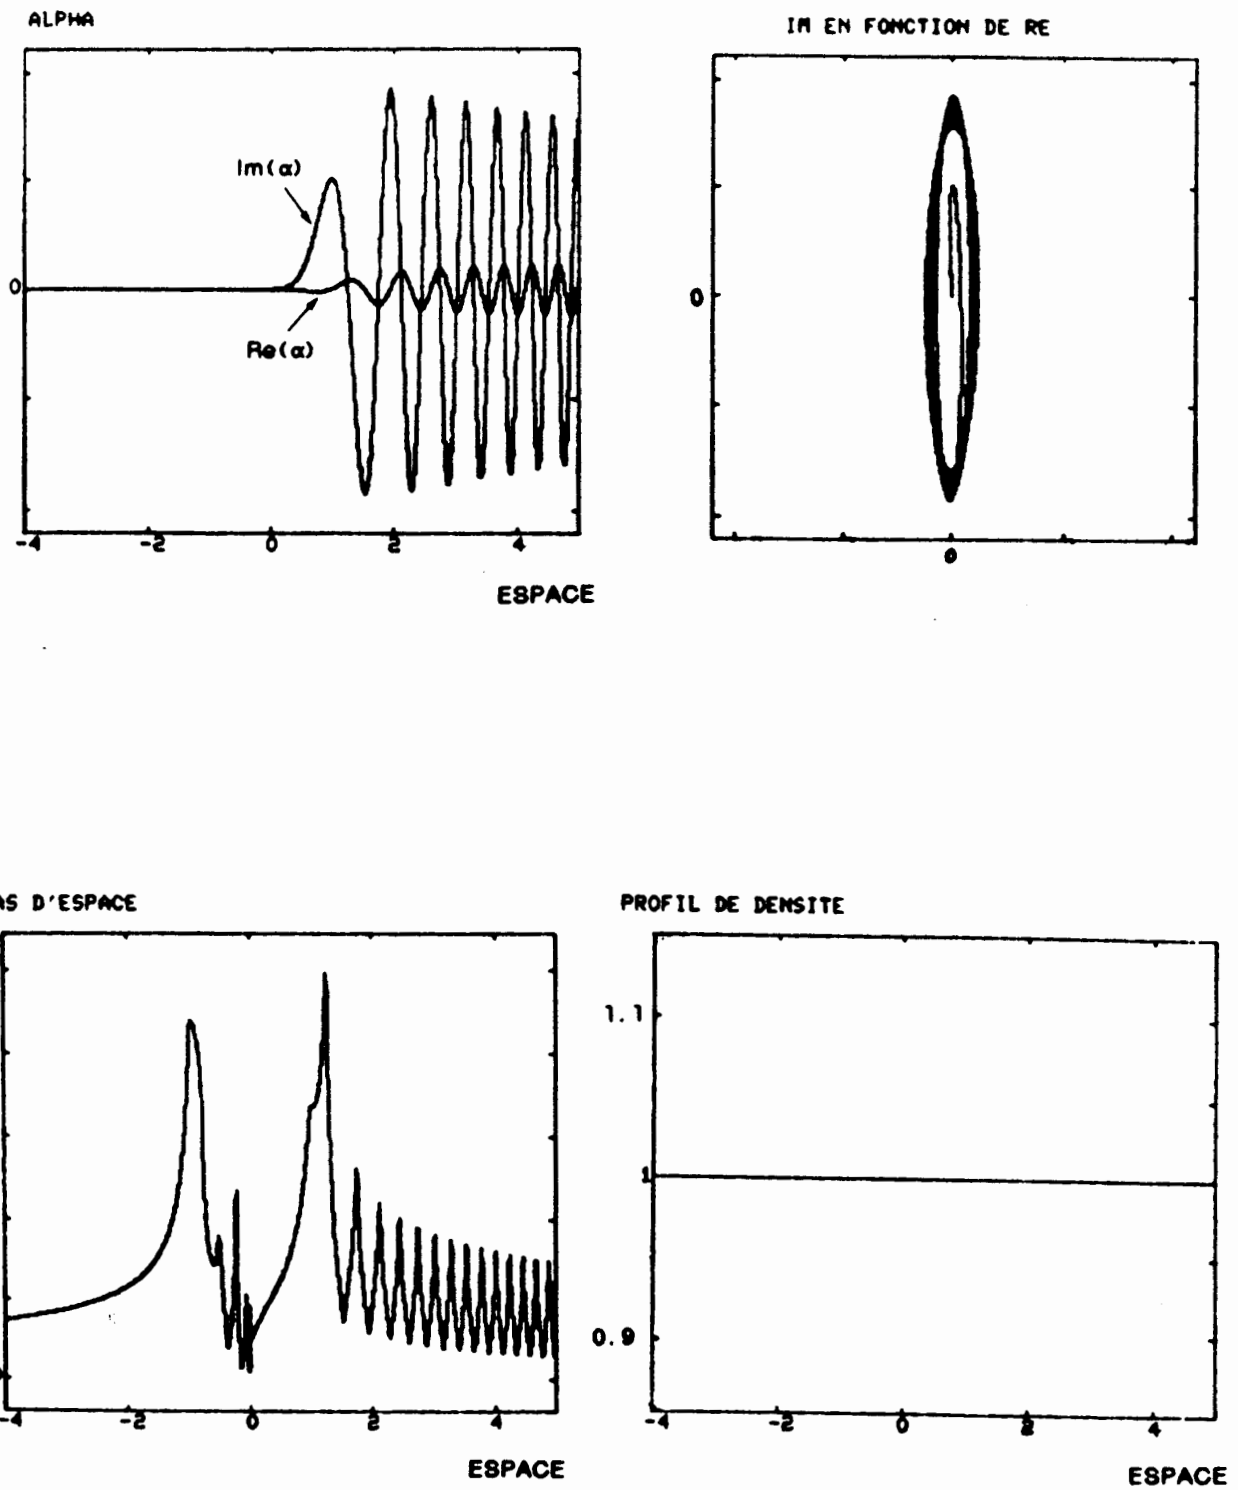 ALPHA
IM EN FONCTION DE RE
Im(α)
0
Re(α)
0
-4 -2 0 2 4
0
ESPACE
AS D'ESPACE
PROFIL DE DENSITE
1.1
1
0.9
-4 -2 0 2 4
-4 -2 0 2 4
ESPACE
ESPACE